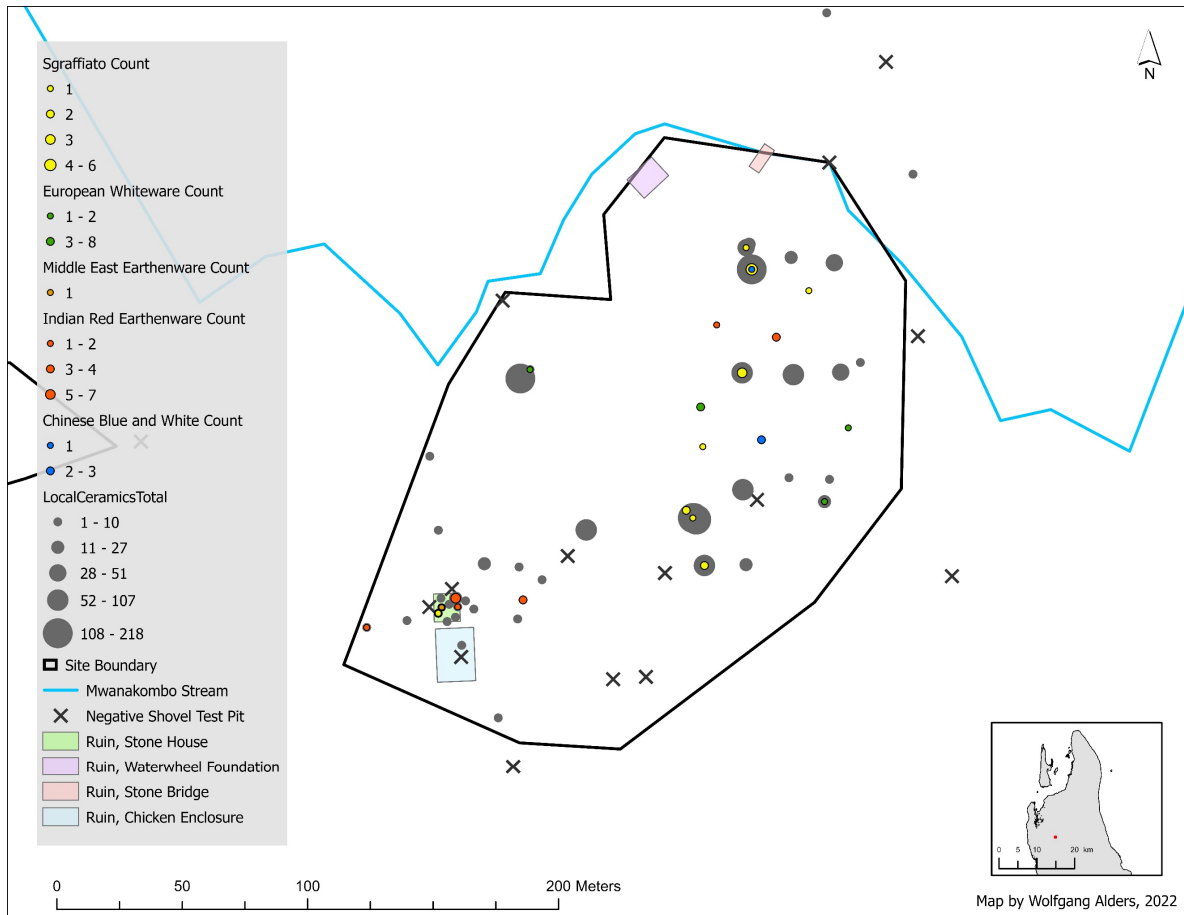 N
Sgraffiato Count
1
2
3
4 - 6
European Whiteware Count
1 - 2
3 - 8
Middle East Earthenware Count
1
Indian Red Earthenware Count
1 - 2
3 - 4
5 - 7
Chinese Blue and White Count
1
2 - 3
LocalCeramicsTotal
1 - 10
11 - 27
28 - 51
52 - 107
108 - 218
Site Boundary
Mwanakombo Stream
Negative Shovel Test Pit
Ruin, Stone House
Ruin, Waterwheel Foundation
Ruin, Stone Bridge
Ruin, Chicken Enclosure
0 50 100 200 Meters
0 5 10 20 km
Map by Wolfgang Alders, 2022